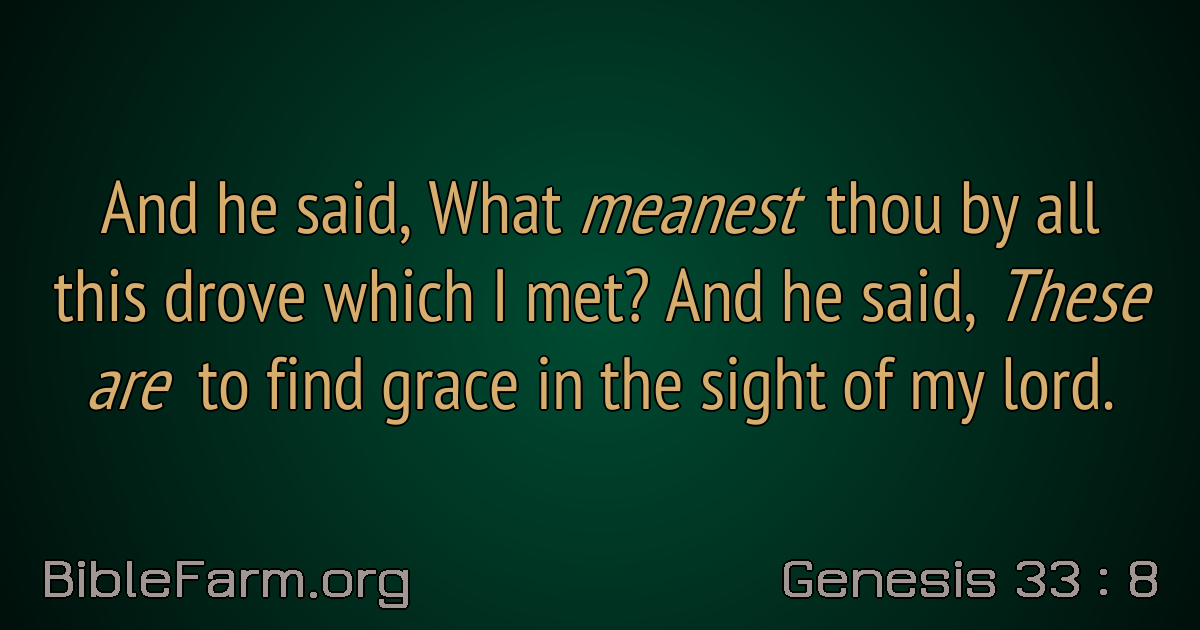 And he said, What meanest thou by all
this drove which I met? And he said, These
are to find grace in the sight of my lord.
BibleFarm.org
Genesis 33 : 8